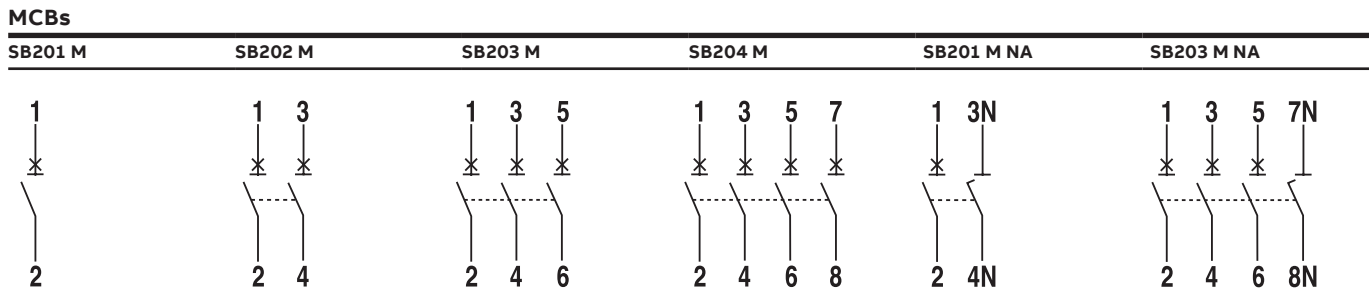 MCBs
SB201 M SB202 M SB203 M SB204 M SB201 M NA SB203 M NA
1 1 3 1 3 5 1 3 5 7 1 3N 1 3 5 7N
2 2 4 2 4 6 2 4 6 8 2 4N 2 4 6 8N